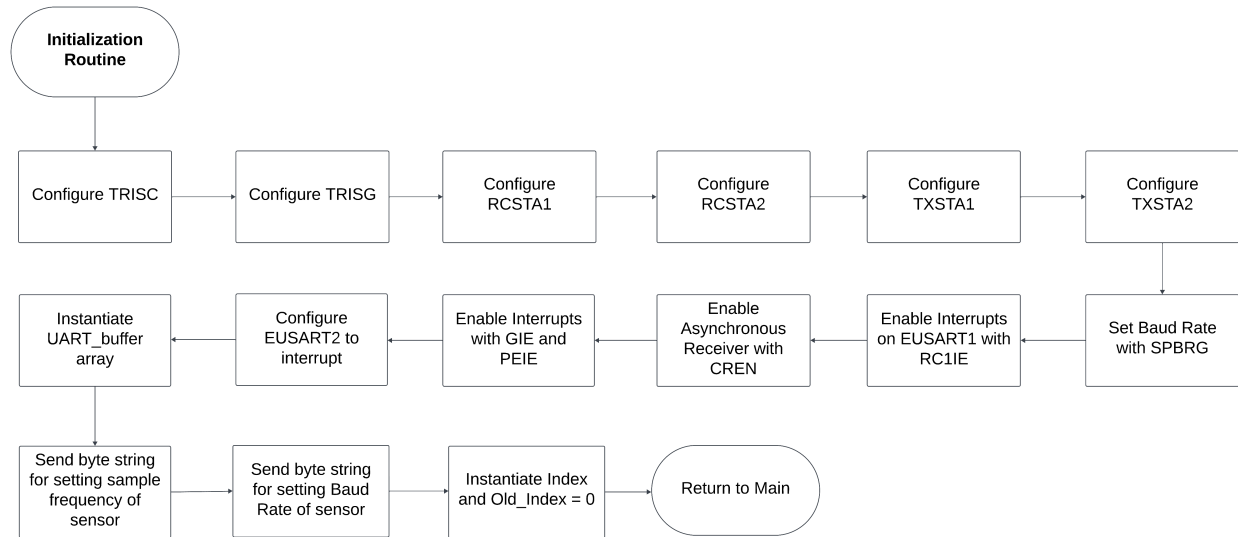 Initialization
Routine
Configure TRISC
Configure TRISG
Configure
RCSTA1
Configure
RCSTA2
Configure
TXSTA1
Configure
TXSTA2
Set Baud Rate
with SPBRG
Enable Interrupts
on EUSART1 with
RC1IE
Enable
Asynchronous
Receiver with
CREN
Enable Interrupts
with GIE and
PEIE
Configure
EUSART2 to
interrupt
Instantiate
UART_buffer
array
Send byte string
for setting sample
frequency of
sensor
Send byte string
for setting Baud
Rate of sensor
Instantiate Index
and Old_Index = 0
Return to Main